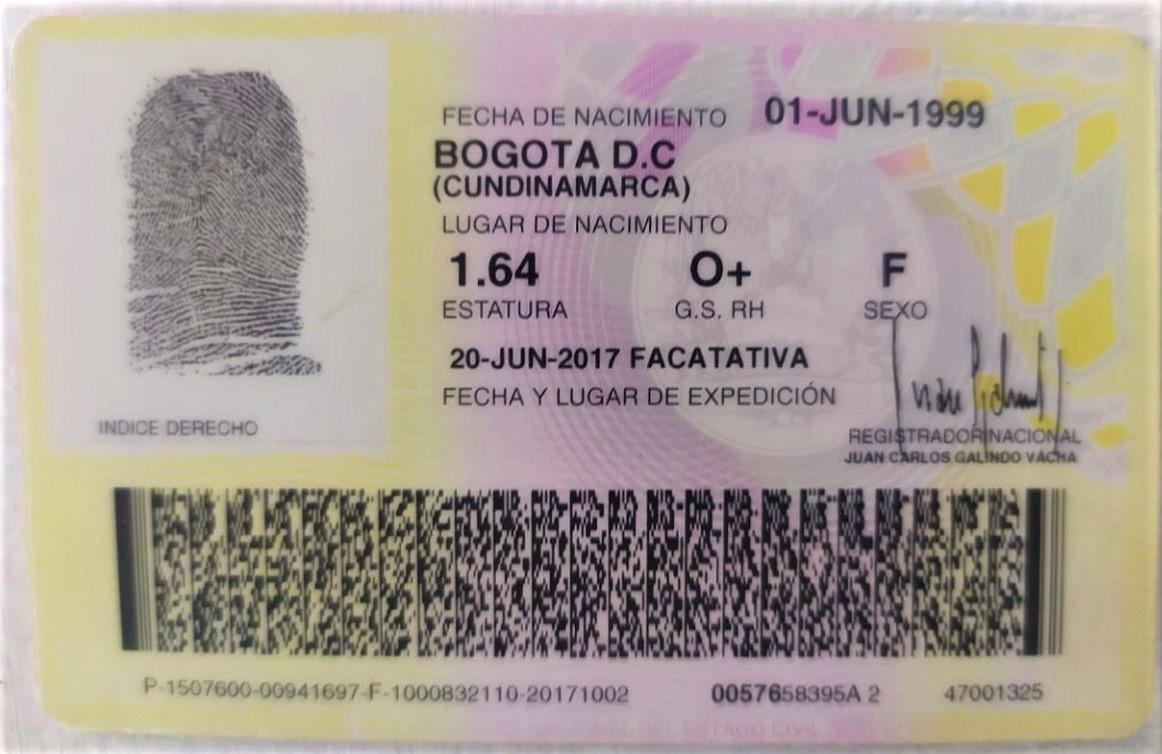 FECHA DE NACIMIENTO 01-JUN-1999
BOGOTA D.C
(CUNDINAMARCA)
LUGAR DE NACIMIENTO
1.64 O+ F
ESTATURA G.S. RH SEXO
20-JUN-2017 FACATATIVA
FECHA Y LUGAR DE EXPEDICIÓN
INDICE DERECHO
REGISTRADOR NACIONAL
JUAN CARLOS GALINDO VÁCHA
P-1507600-00941697-F-1000832110-20171002 0057658395A 2 47001325